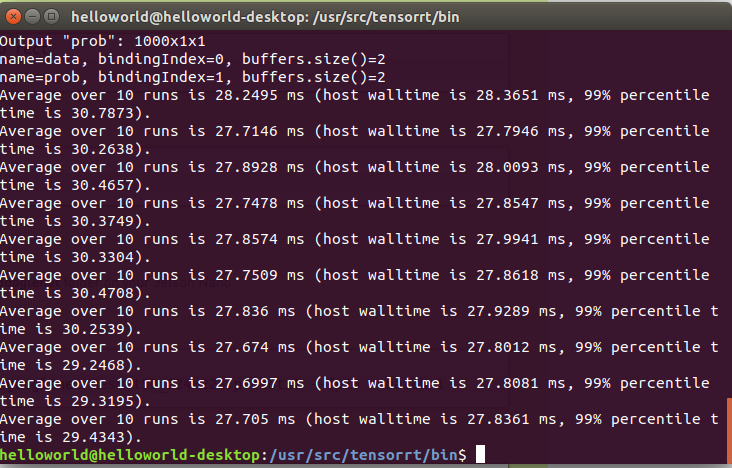 helloworld@helloworld-desktop: /usr/src/tensorrt/bin
Output "prob": 1000x1x1
name=data, bindingIndex=0, buffers.size()=2
name=prob, bindingIndex=1, buffers.size()=2
Average over 10 runs is 28.2495 ms (host walltime is 28.3651 ms, 99% percentile
time is 30.7873).
Average over 10 runs is 27.7146 ms (host walltime is 27.7946 ms, 99% percentile
time is 30.2638).
Average over 10 runs is 27.8928 ms (host walltime is 28.0093 ms, 99% percentile
time is 30.4657).
Average over 10 runs is 27.7478 ms (host walltime is 27.8547 ms, 99% percentile
time is 30.3749).
Average over 10 runs is 27.8574 ms (host walltime is 27.9941 ms, 99% percentile
time is 30.3304).
Average over 10 runs is 27.7509 ms (host walltime is 27.8618 ms, 99% percentile
time is 30.4708).
Average over 10 runs is 27.836 ms (host walltime is 27.9289 ms, 99% percentile t
ime is 30.2539).
Average over 10 runs is 27.674 ms (host walltime is 27.8012 ms, 99% percentile t
ime is 29.2468).
Average over 10 runs is 27.6997 ms (host walltime is 27.8081 ms, 99% percentile
time is 29.3195).
Average over 10 runs is 27.705 ms (host walltime is 27.8361 ms, 99% percentile t
ime is 29.4343).
helloworld@helloworld-desktop:/usr/src/tensorrt/bin$